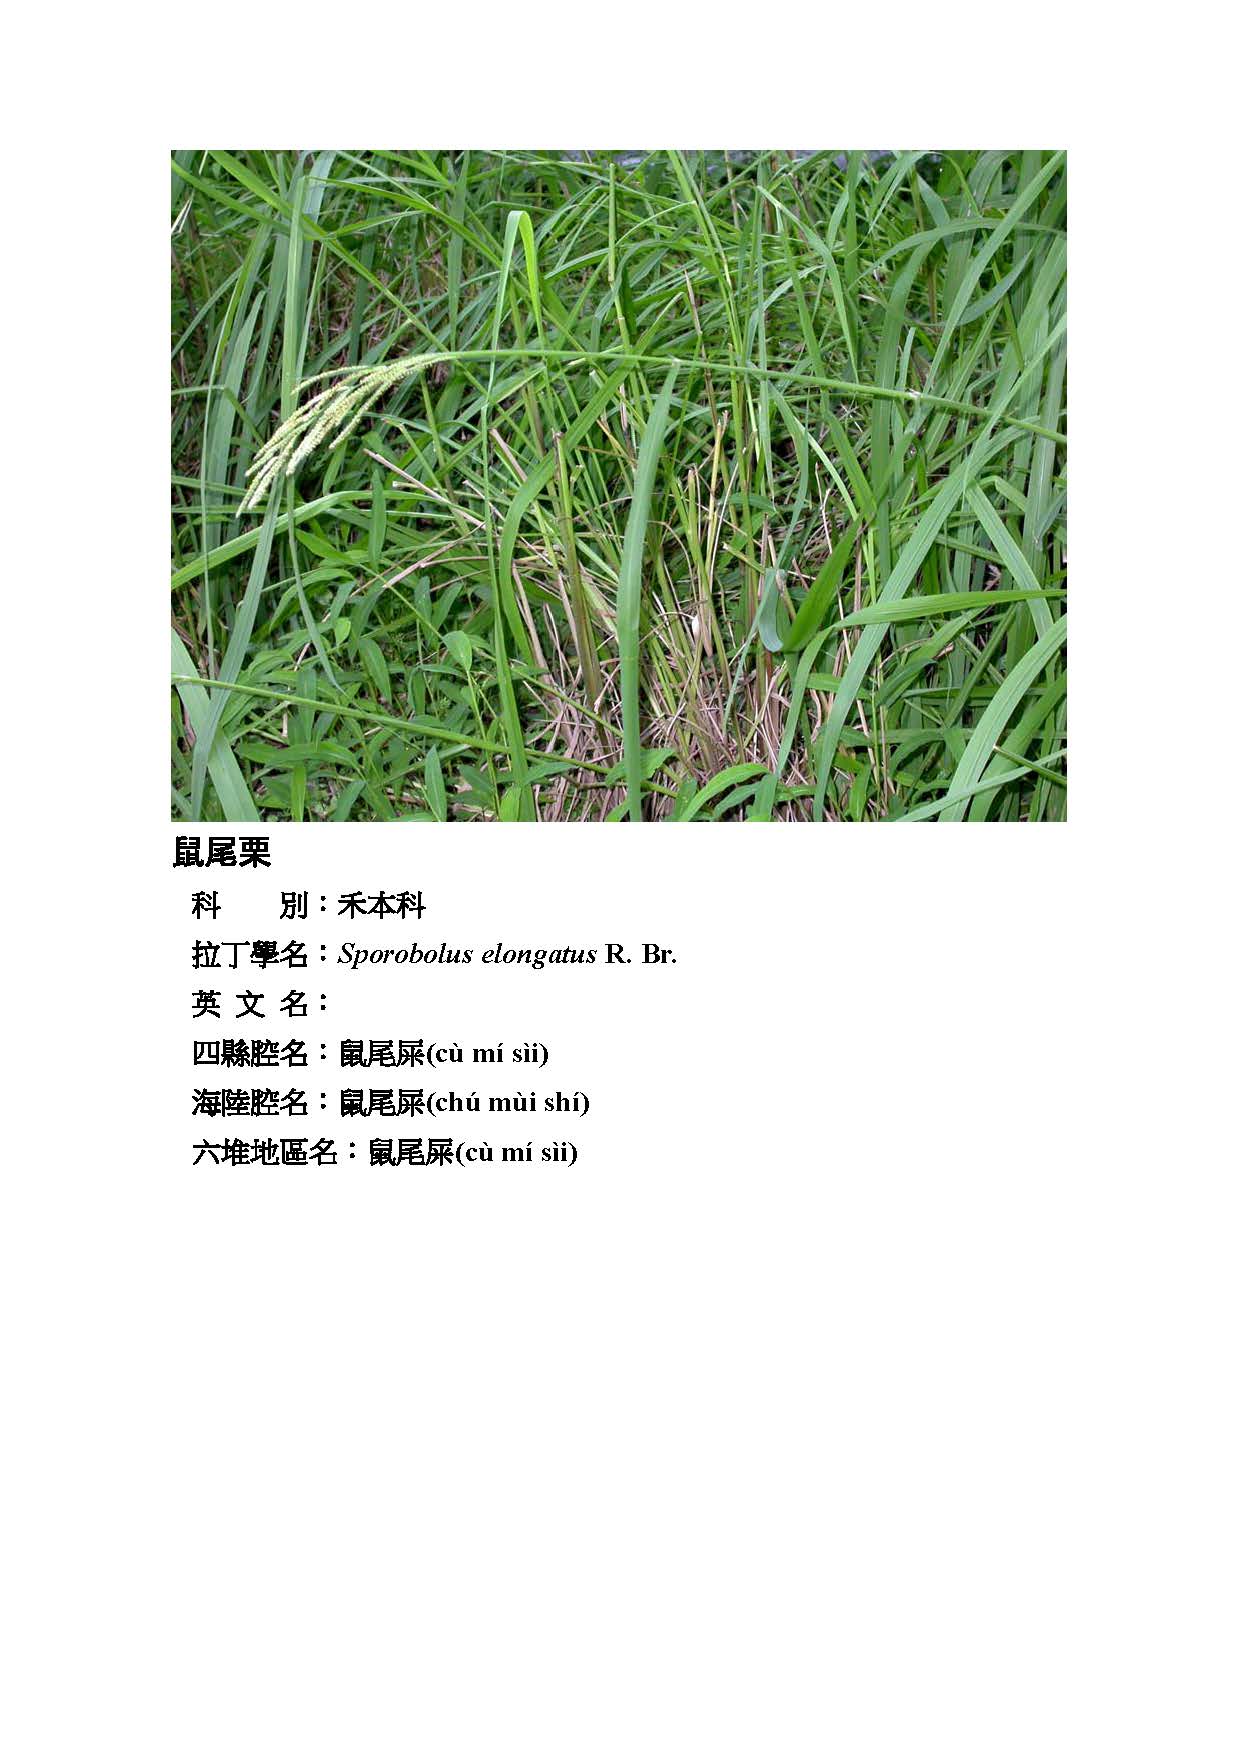 鼠尾栗
科　　別：禾本科
拉丁學名：Sporobolus elongatus R. Br.
英 文 名：
四縣腔名：鼠尾屎(cù mí sìi)
海陸腔名：鼠尾屎(chú mùi shí)
六堆地區名：鼠尾屎(cù mí sìi)